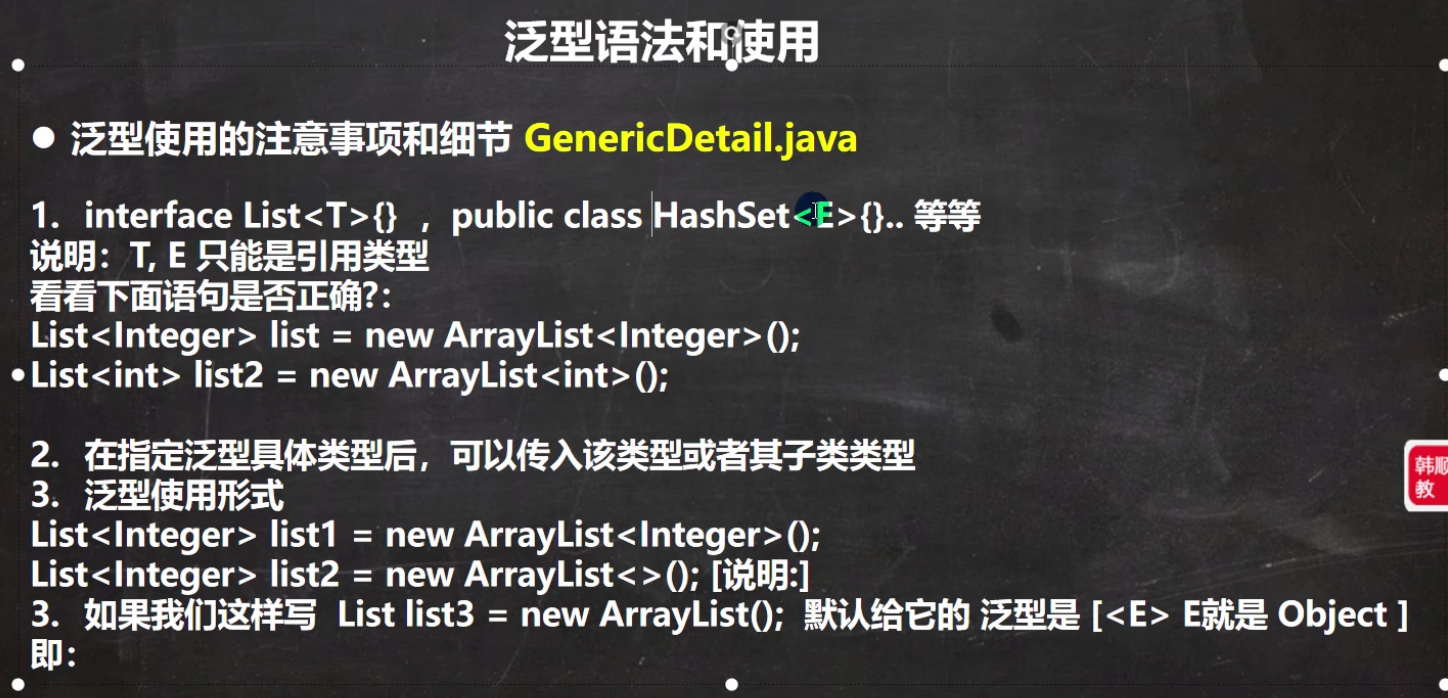 泛型语法和使用
● 泛型使用的注意事项和细节 GenericDetail.java
1. interface List<T>{} , public class HashSet<E>{}.. 等等
说明：T, E 只能是引用类型
看看下面语句是否正确?：
List<Integer> list = new ArrayList<Integer>();
List<int> list2 = new ArrayList<int>();
2. 在指定泛型具体类型后，可以传入该类型或者其子类类型
3. 泛型使用形式
List<Integer> list1 = new ArrayList<Integer>();
List<Integer> list2 = new ArrayList<>(); [说明:]
3. 如果我们这样写 List list3 = new ArrayList(); 默认给它的 泛型是 [<E> E就是 Object ]
即：
韩顺
教